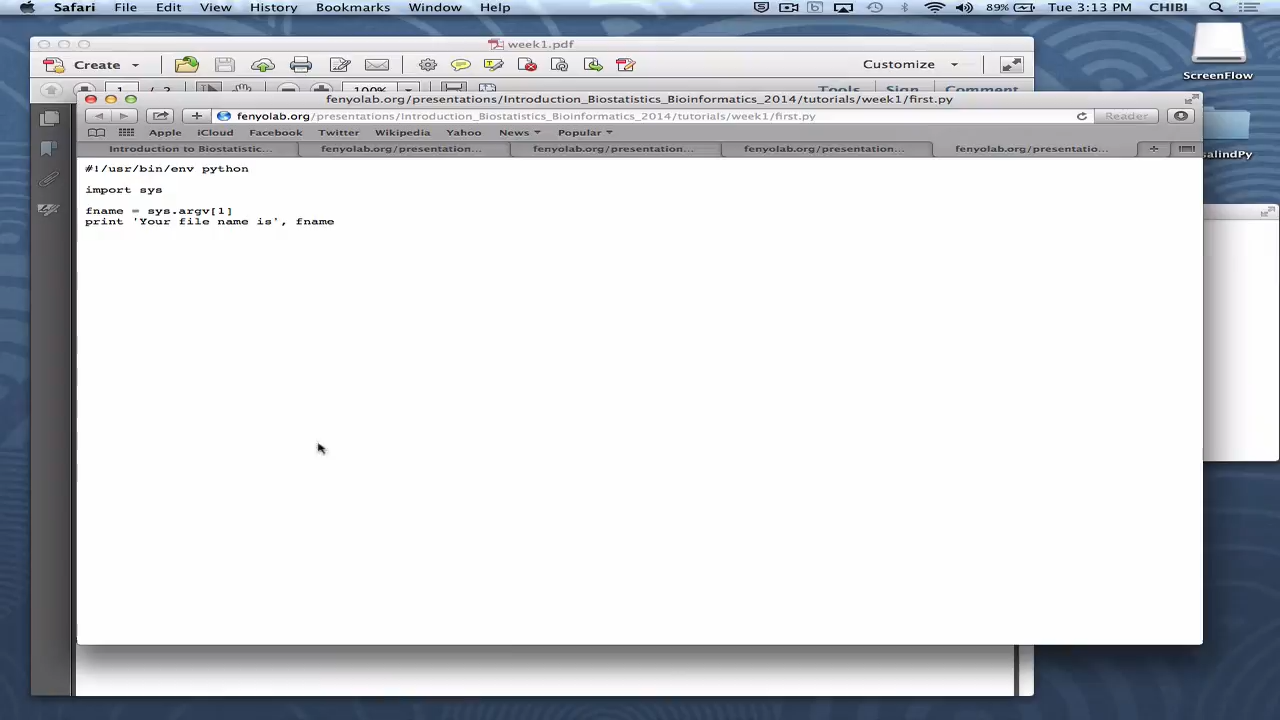 Safari File Edit View History Bookmarks Window Help 89% Tue 3:13 PM CHIBI
week1.pdf
Create Customize
ScreenFlow
fenyolab.org/presentations/Introduction_Biostatistics_Bioinformatics_2014/tutorials/week1/first.py
fenyolab.org/presentations/Introduction_Biostatistics_Bioinformatics_2014/tutorials/week1/first.py Reader
Apple iCloud Facebook Twitter Wikipedia Yahoo News Popular
Introduction to Biostatistic... fenyolab.org/presentation... fenyolab.org/presentation... fenyolab.org/presentation... fenyolab.org/presentatio...
alindPy
#!/usr/bin/env python
import sys
fname = sys.argv[1]
print 'Your file name is', fname